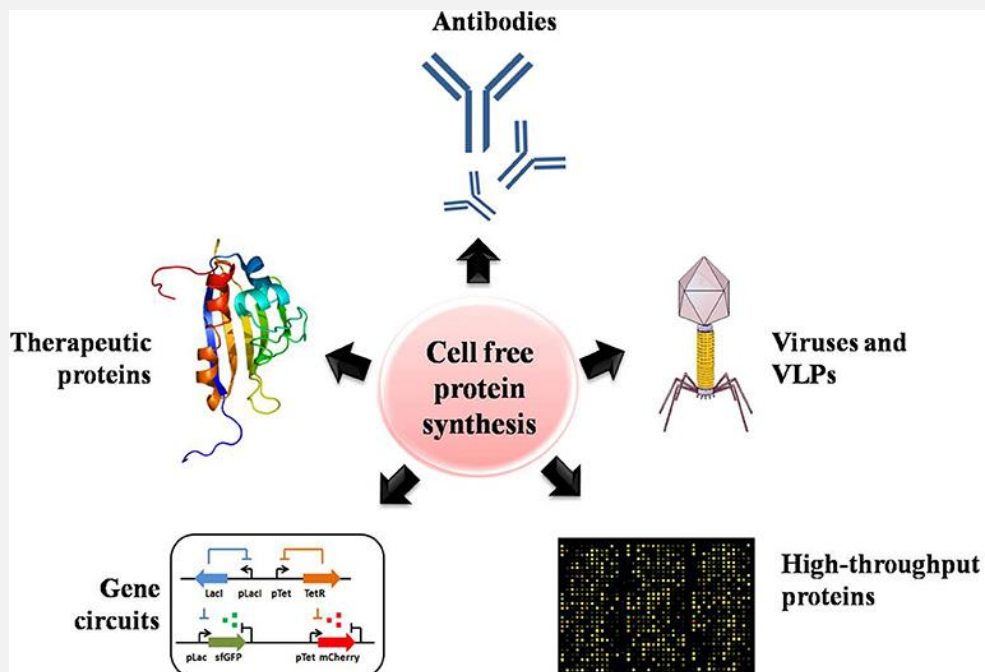 Antibodies
Therapeutic
proteins
Cell free
protein
synthesis
Viruses and
VLPs
Gene
circuits
LacI pLacI pTet TetR
pLac sfGFP pTet mCherry
High-throughput
proteins